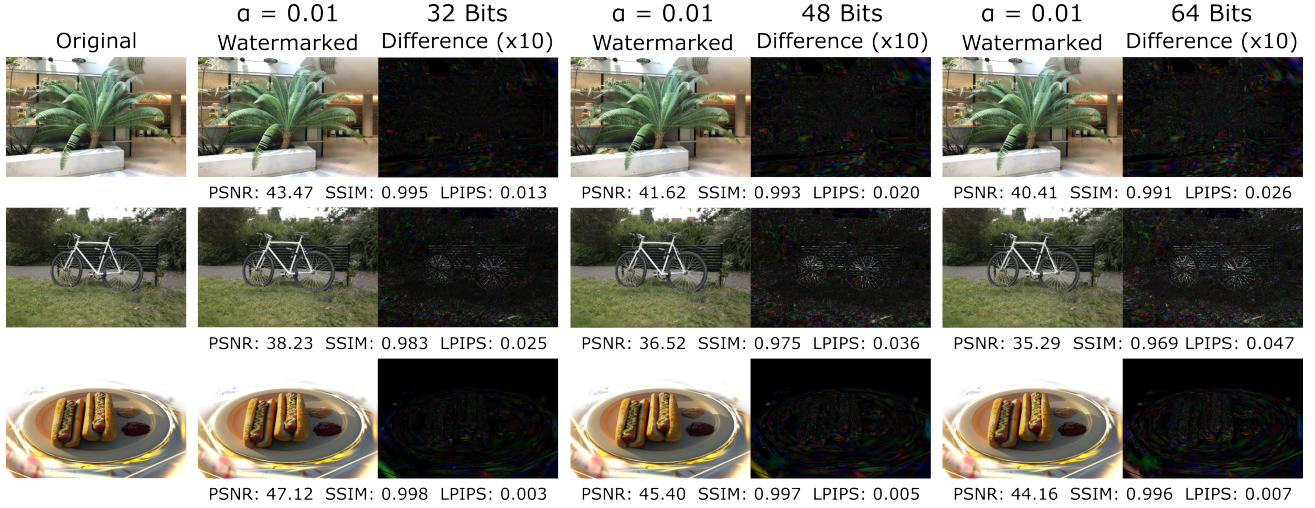 Original
α = 0.01 32 Bits
Watermarked Difference (x10)
α = 0.01 48 Bits
Watermarked Difference (x10)
α = 0.01 64 Bits
Watermarked Difference (x10)
PSNR: 43.47 SSIM: 0.995 LPIPS: 0.013
PSNR: 41.62 SSIM: 0.993 LPIPS: 0.020
PSNR: 40.41 SSIM: 0.991 LPIPS: 0.026
PSNR: 38.23 SSIM: 0.983 LPIPS: 0.025
PSNR: 36.52 SSIM: 0.975 LPIPS: 0.036
PSNR: 35.29 SSIM: 0.969 LPIPS: 0.047
PSNR: 47.12 SSIM: 0.998 LPIPS: 0.003
PSNR: 45.40 SSIM: 0.997 LPIPS: 0.005
PSNR: 44.16 SSIM: 0.996 LPIPS: 0.007